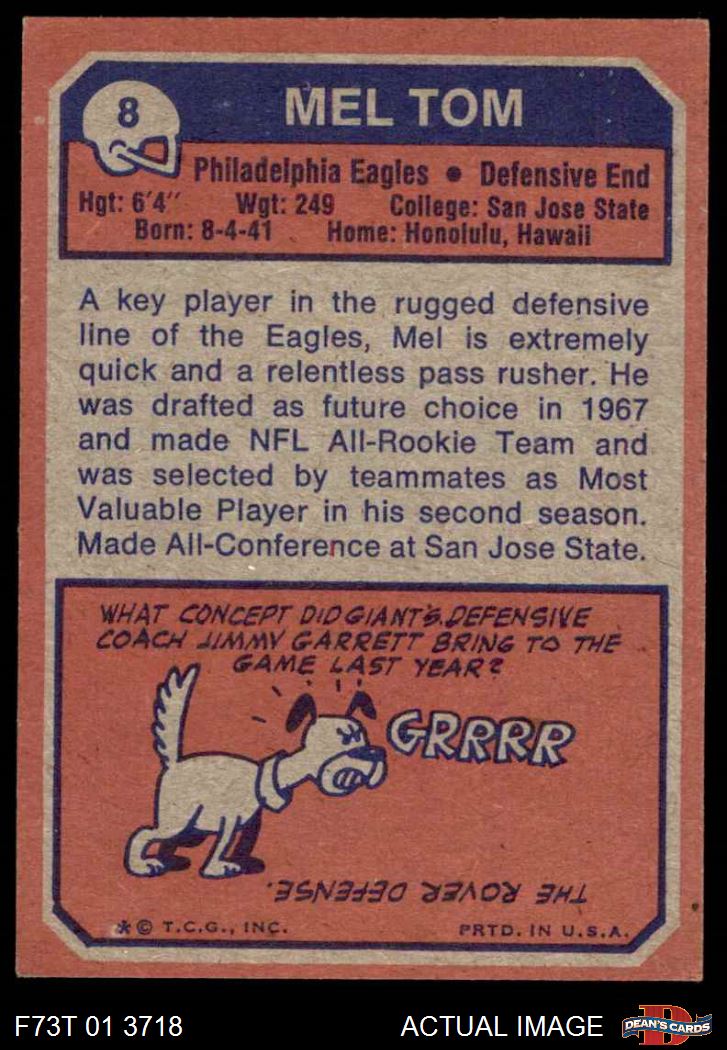 8
MEL TOM
Philadelphia Eagles • Defensive End
Hgt: 6'4" Wgt: 249 College: San Jose State
Born: 8-4-41 Home: Honolulu, Hawaii
A key player in the rugged defensive
line of the Eagles, Mel is extremely
quick and a relentless pass rusher. He
was drafted as future choice in 1967
and made NFL All-Rookie Team and
was selected by teammates as Most
Valuable Player in his second season.
Made All-Conference at San Jose State.
WHAT CONCEPT DID GIANT'S DEFENSIVE
COACH JIMMY GARRETT BRING TO THE
GAME LAST YEAR?
GRRRR
THE ROVER DEFENSE.
* © T.C.G., INC. PRTD. IN U.S.A.
F73T 01 3718 ACTUAL IMAGE D DEAN'S CARDS